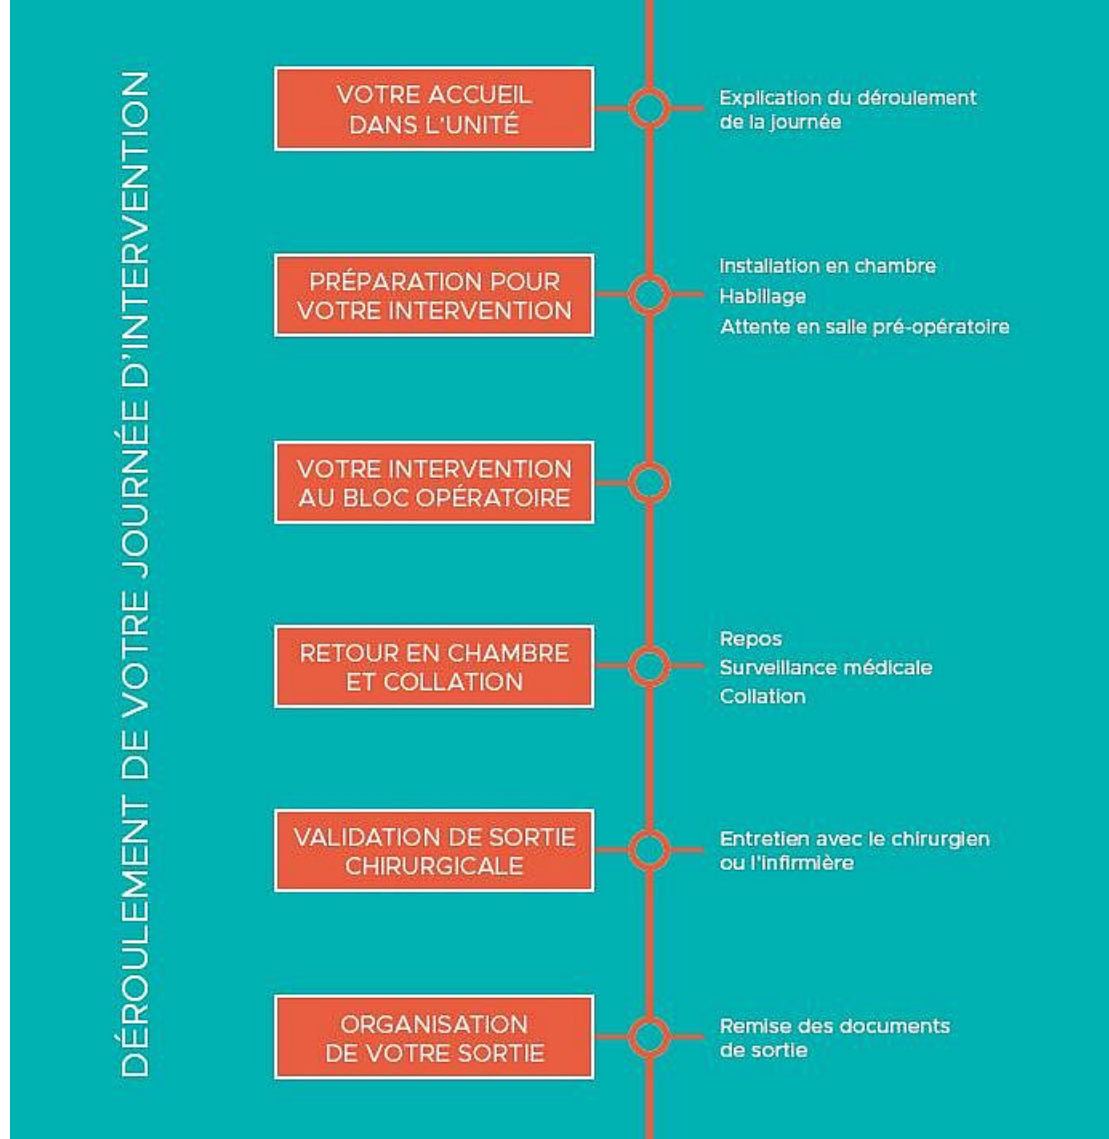 DÉROULEMENT DE VOTRE JOURNÉE D'INTERVENTION
VOTRE ACCUEIL
DANS L'UNITÉ
Explication du déroulement
de la journée
PRÉPARATION POUR
VOTRE INTERVENTION
Installation en chambre
Habillage
Attente en salle pré-opératoire
VOTRE INTERVENTION
AU BLOC OPÉRATOIRE
RETOUR EN CHAMBRE
ET COLLATION
Repos
Surveillance médicale
Collation
VALIDATION DE SORTIE
CHIRURGICALE
Entretien avec le chirurgien
ou l'infirmière
ORGANISATION
DE VOTRE SORTIE
Remise des documents
de sortie